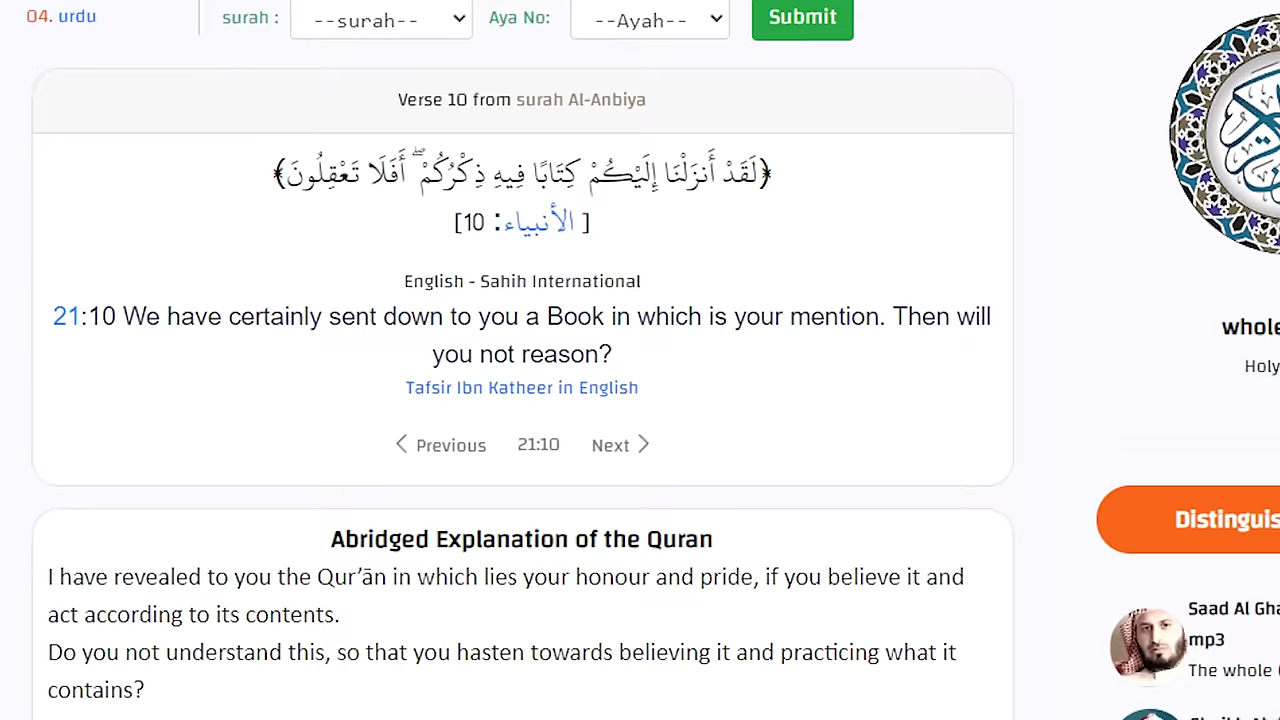 04. urdu
surah :
--surah--
Aya No:
--Ayah--
Submit
Verse 10 from surah Al-Anbiya
﴿لَقَدْ أَنزَلْنَا إِلَيْكُمْ كِتَابًا فِيهِ ذِكْرُكُمْ ۖ أَفَلَا تَعْقِلُونَ﴾
[ الأنبياء: 10]
English - Sahih International
21:10 We have certainly sent down to you a Book in which is your mention. Then will
you not reason?
Tafsir Ibn Katheer in English
Previous
21:10
Next
Abridged Explanation of the Quran
I have revealed to you the Qur’ān in which lies your honour and pride, if you believe it and
act according to its contents.
Do you not understand this, so that you hasten towards believing it and practicing what it
contains?
whole
Holy
Distinguis
Saad Al Gha
mp3
The whole